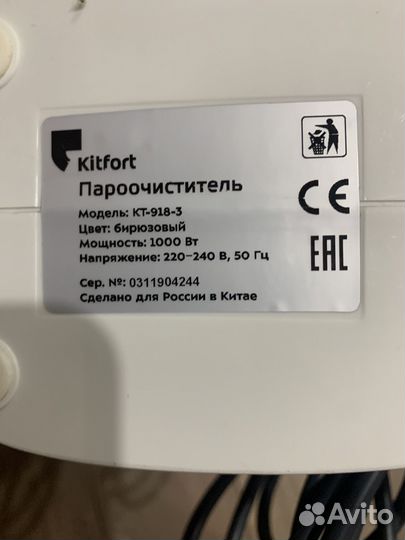 Kitfort
Пароочиститель
Модель: КТ-918-3
Цвет: бирюзовый
Мощность: 1000 Вт
Напряжение: 220-240 В, 50 Гц
Сер. №: 0311904244
Сделано для России в Китае
CE
EAC
Avito